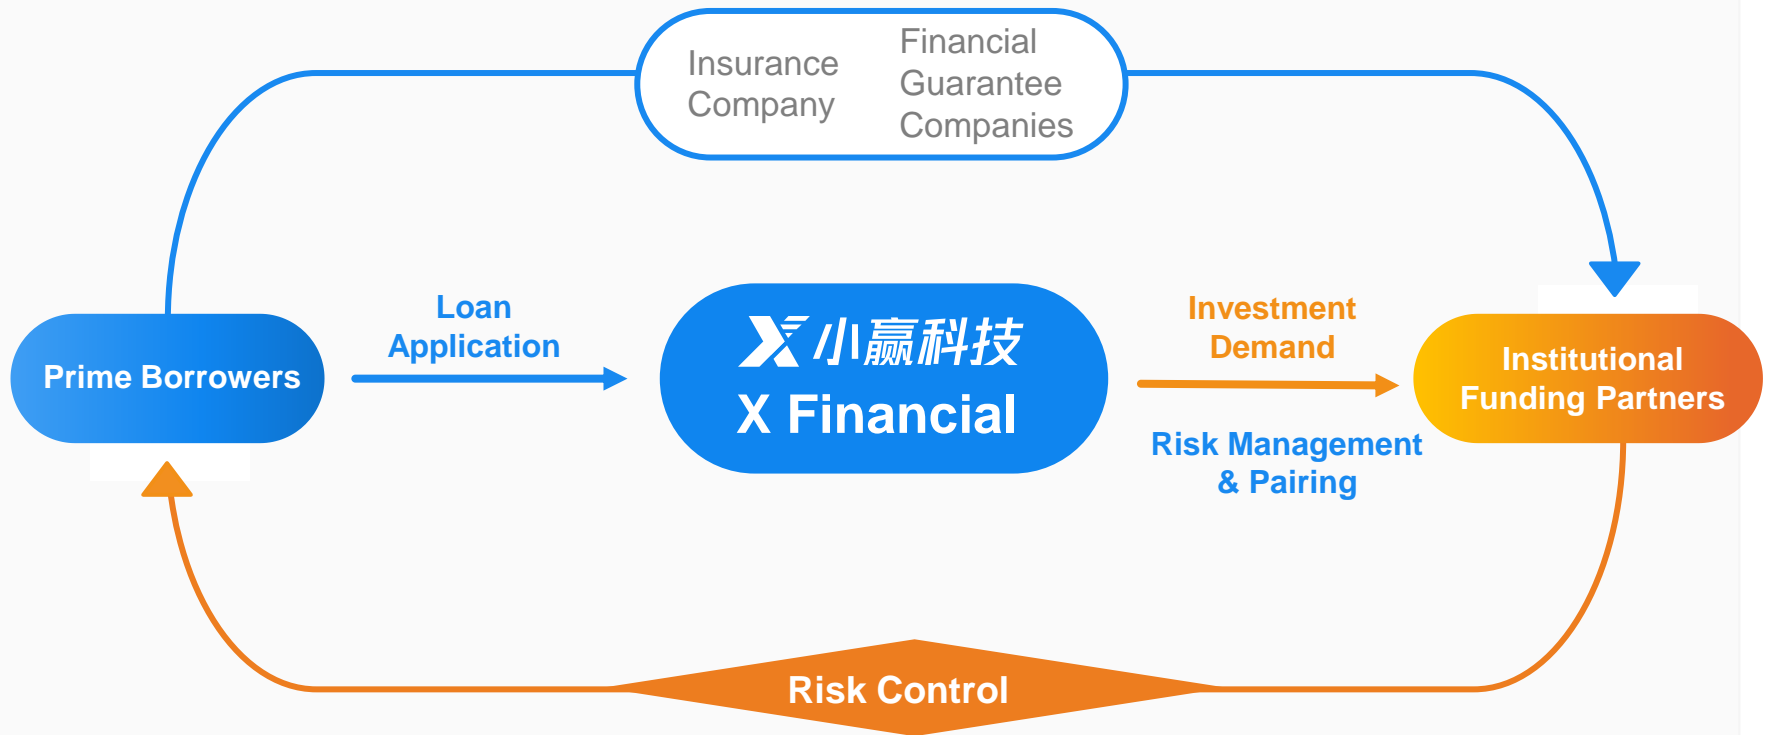 Insurance
Company
Financial
Guarantee
Companies
Prime Borrowers
Loan
Application
小赢科技
X Financial
Investment
Demand
Risk Management
& Pairing
Institutional
Funding Partners
Risk Control